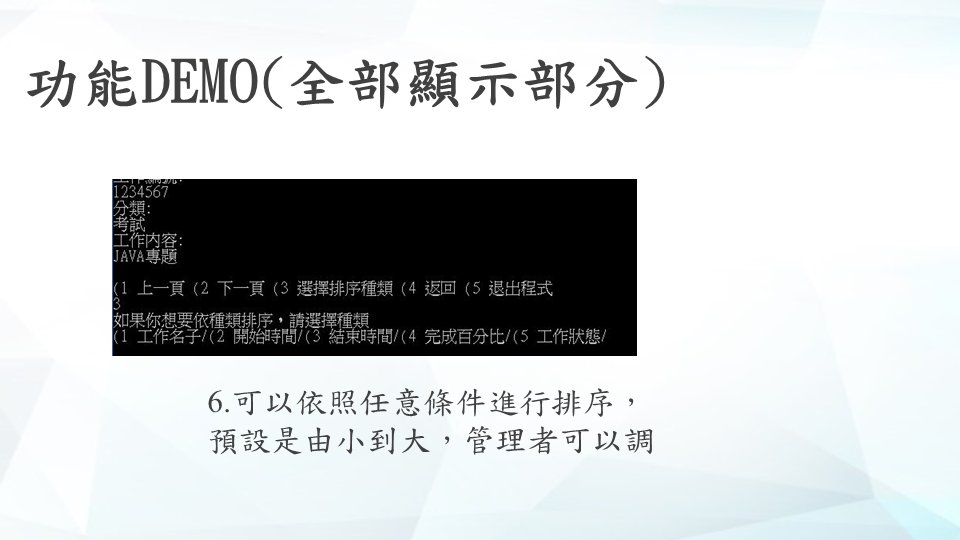 功能DEMO(全部顯示部分)
1234567
分類:
考試
工作內容:
JAVA專題
(1 上一頁 (2 下一頁 (3 選擇排序種類 (4 返回 (5 退出程式
3
如果你想要依種類排序，請選擇種類
(1 工作名子/(2 開始時間/(3 結束時間/(4 完成百分比/(5 工作狀態/
6.可以依照任意條件進行排序，
預設是由小到大，管理者可以調